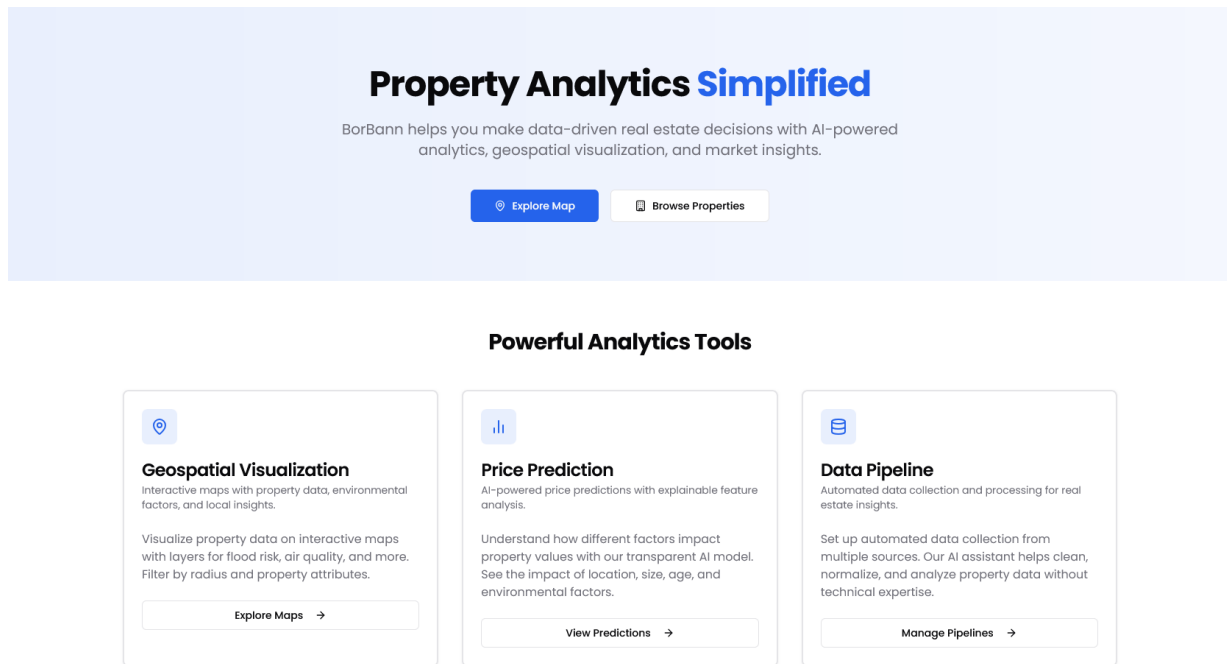 Property Analytics Simplified
BorBann helps you make data-driven real estate decisions with AI-powered
analytics, geospatial visualization, and market insights.
Explore Map
Browse Properties
Powerful Analytics Tools
Geospatial Visualization
Interactive maps with property data, environmental
factors, and local insights.
Visualize property data on interactive maps
with layers for flood risk, air quality, and more.
Filter by radius and property attributes.
Explore Maps →
Price Prediction
AI-powered price predictions with explainable feature
analysis.
Understand how different factors impact
property values with our transparent AI model.
See the impact of location, size, age, and
environmental factors.
View Predictions →
Data Pipeline
Automated data collection and processing for real
estate insights.
Set up automated data collection from
multiple sources. Our AI assistant helps clean,
normalize, and analyze property data without
technical expertise.
Manage Pipelines →